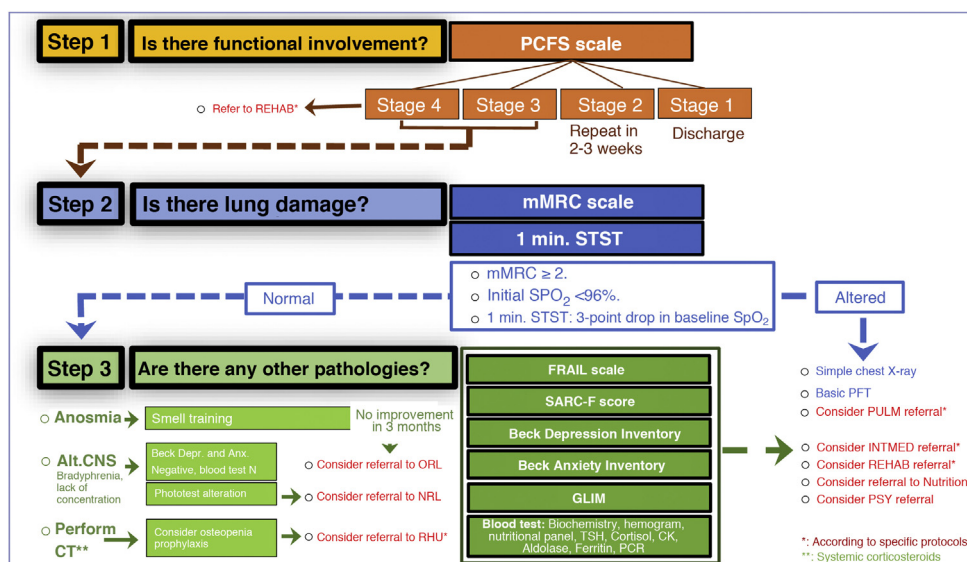 Step 1
Is there functional involvement?
PCFS scale
Refer to REHAB*
Stage 4
Stage 3
Stage 2
Stage 1
Repeat in
2-3 weeks
Discharge
Step 2
Is there lung damage?
mMRC scale
1 min. STST
mMRC ≥ 2.
Initial SPO₂ <96%.
1 min. STST: 3-point drop in baseline SpO₂
Normal
Altered
Simple chest X-ray
Basic PFT
Consider PULM referral*
Step 3
Are there any other pathologies?
FRAIL scale
SARC-F score
Beck Depression Inventory
Beck Anxiety Inventory
GLIM
Blood test: Biochemistry, hemogram,
nutritional panel, TSH, Cortisol, CK,
Aldolase, Ferritin, PCR
Anosmia
Smell training
No improvement
in 3 months
Consider referral to ORL
Alt.CNS
Bradyphrenia,
lack of
concentration
Beck Depr. and Anx.
Negative, blood test N
Phototest alteration
Consider referral to NRL
Perform
CT**
Consider osteopenia
prophylaxis
Consider referral to RHU*
Consider INTMED referral*
Consider REHAB referral*
Consider referral to Nutrition
Consider PSY referral
*: According to specific protocols
**: Systemic corticosteroids